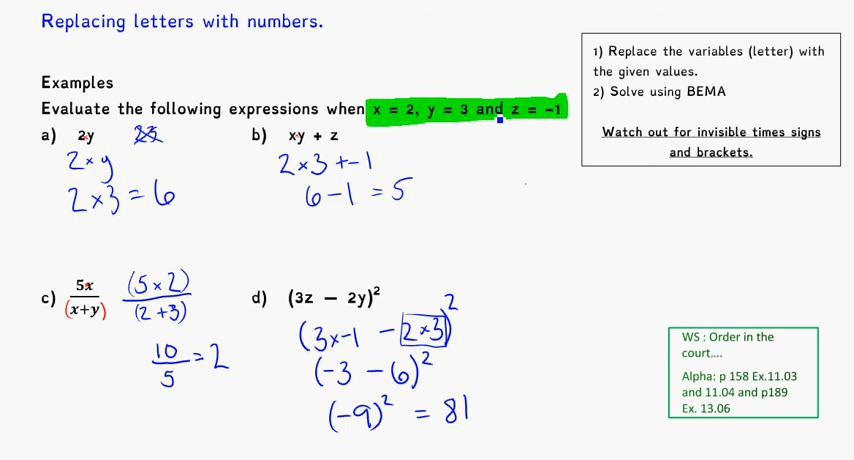 Replacing letters with numbers.
1) Replace the variables (letter) with
the given values.
2) Solve using BEMA
Watch out for invisible times signs
and brackets.
Examples
Evaluate the following expressions when x = 2, y = 3 and z = -1
a) 2y
2 × y
2 × 3 = 6
b) xy + z
2 × 3 + -1
6 - 1 = 5
c) 5x/(x+y) (5 × 2)/(2 + 3)
10/5 = 2
d) (3z - 2y)²
(3 × -1 - 2 × 3)²
(-3 - 6)²
(-9)² = 81
WS : Order in the
court....
Alpha: p 158 Ex.11.03
and 11.04 and p189
Ex. 13.06